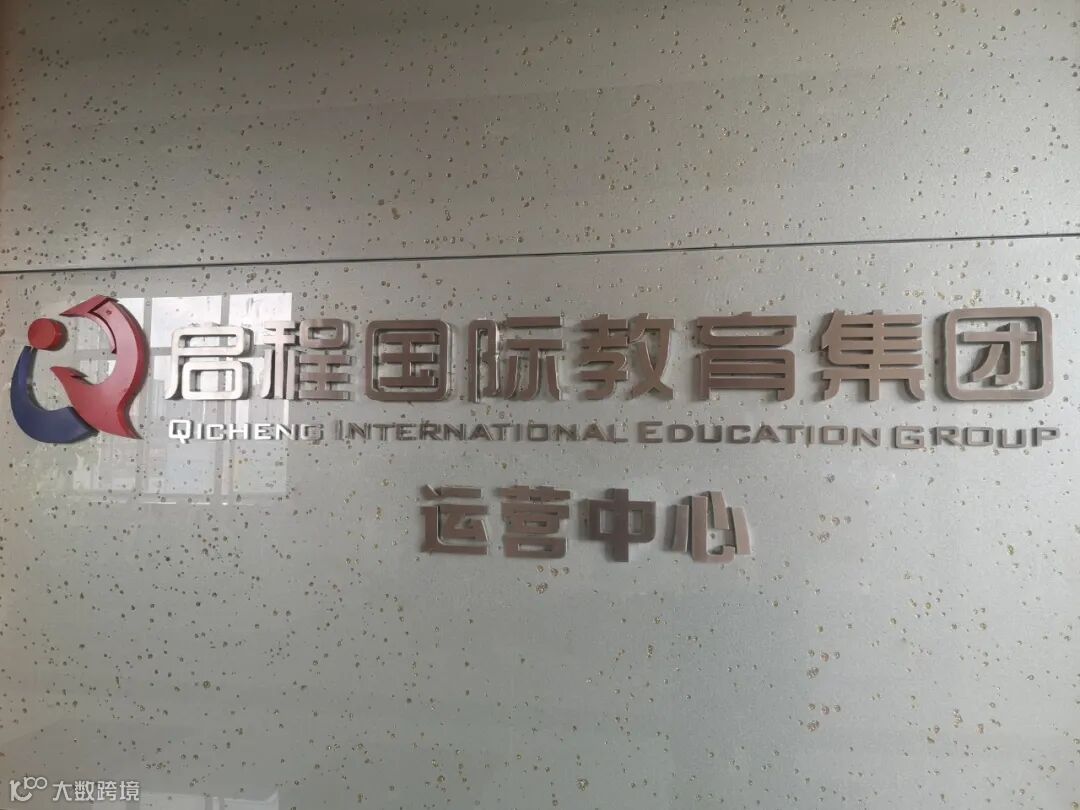 启程国际教育集团
QICHENG INTERNATIONAL EDUCATION GROUP
运营中心
大数跨境